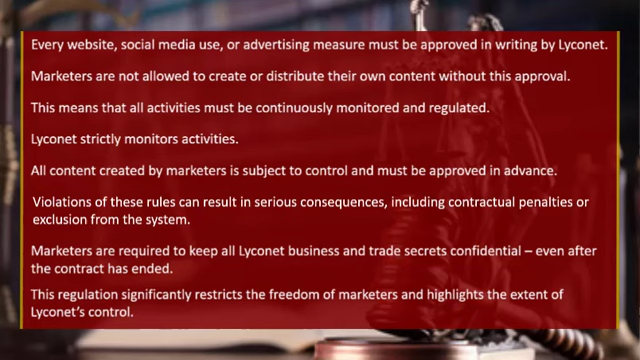 Every website, social media use, or advertising measure must be approved in writing by Lyconet.
Marketers are not allowed to create or distribute their own content without this approval.
This means that all activities must be continuously monitored and regulated.
Lyconet strictly monitors activities.
All content created by marketers is subject to control and must be approved in advance.
Violations of these rules can result in serious consequences, including contractual penalties or
exclusion from the system.
Marketers are required to keep all Lyconet business and trade secrets confidential – even after
the contract has ended.
This regulation significantly restricts the freedom of marketers and highlights the extent of
Lyconet's control.